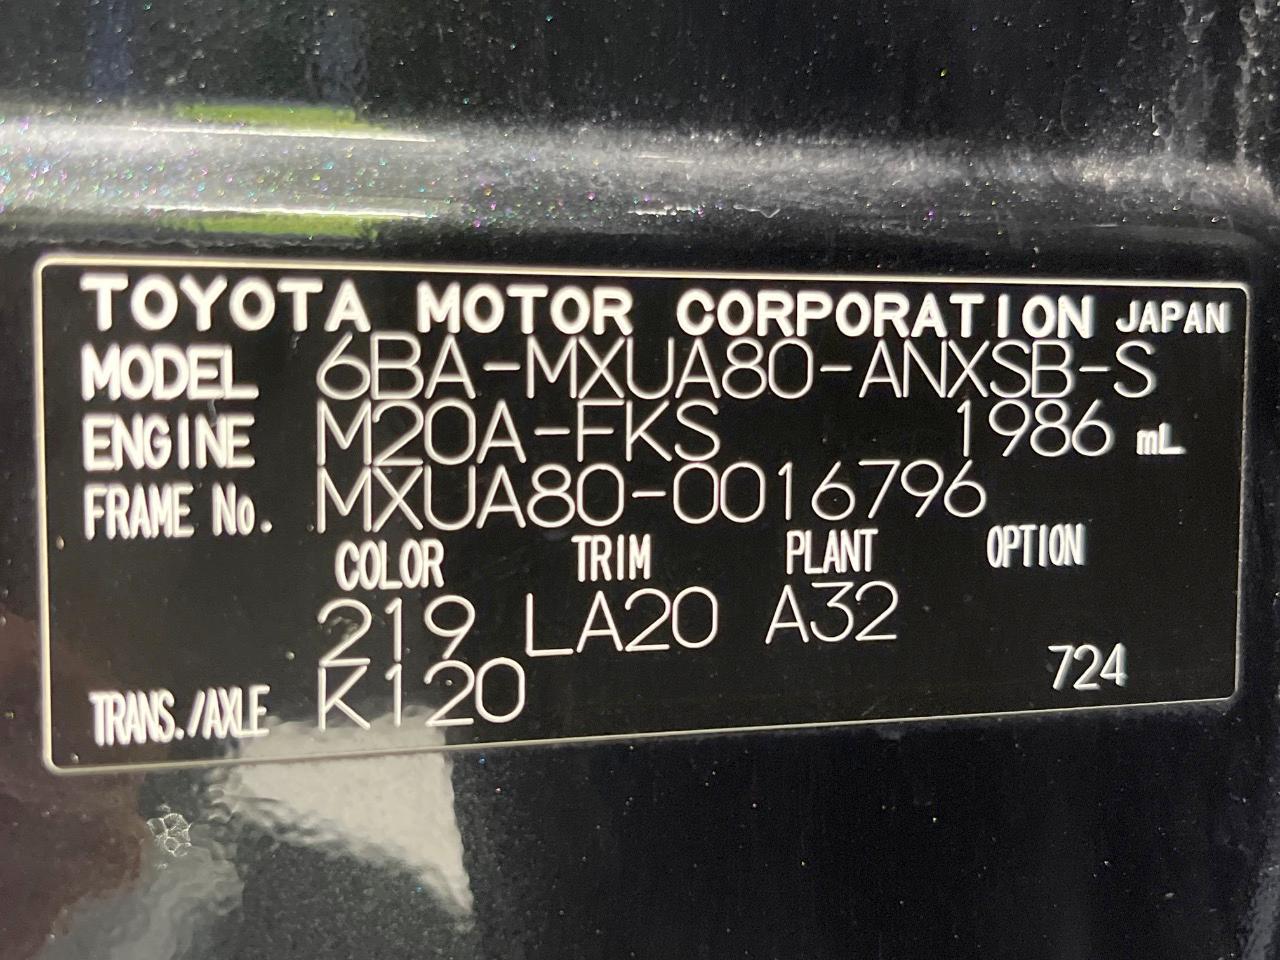 TOYOTA MOTOR CORPORATION JAPAN
MODEL 6BA-MXUA80-ANXSB-S
ENGINE M20A-FKS 1986 mL
FRAME No. MXUA80-0016796
COLOR TRIM PLANT OPTION
219 LA20 A32
TRANS./AXLE K120 724